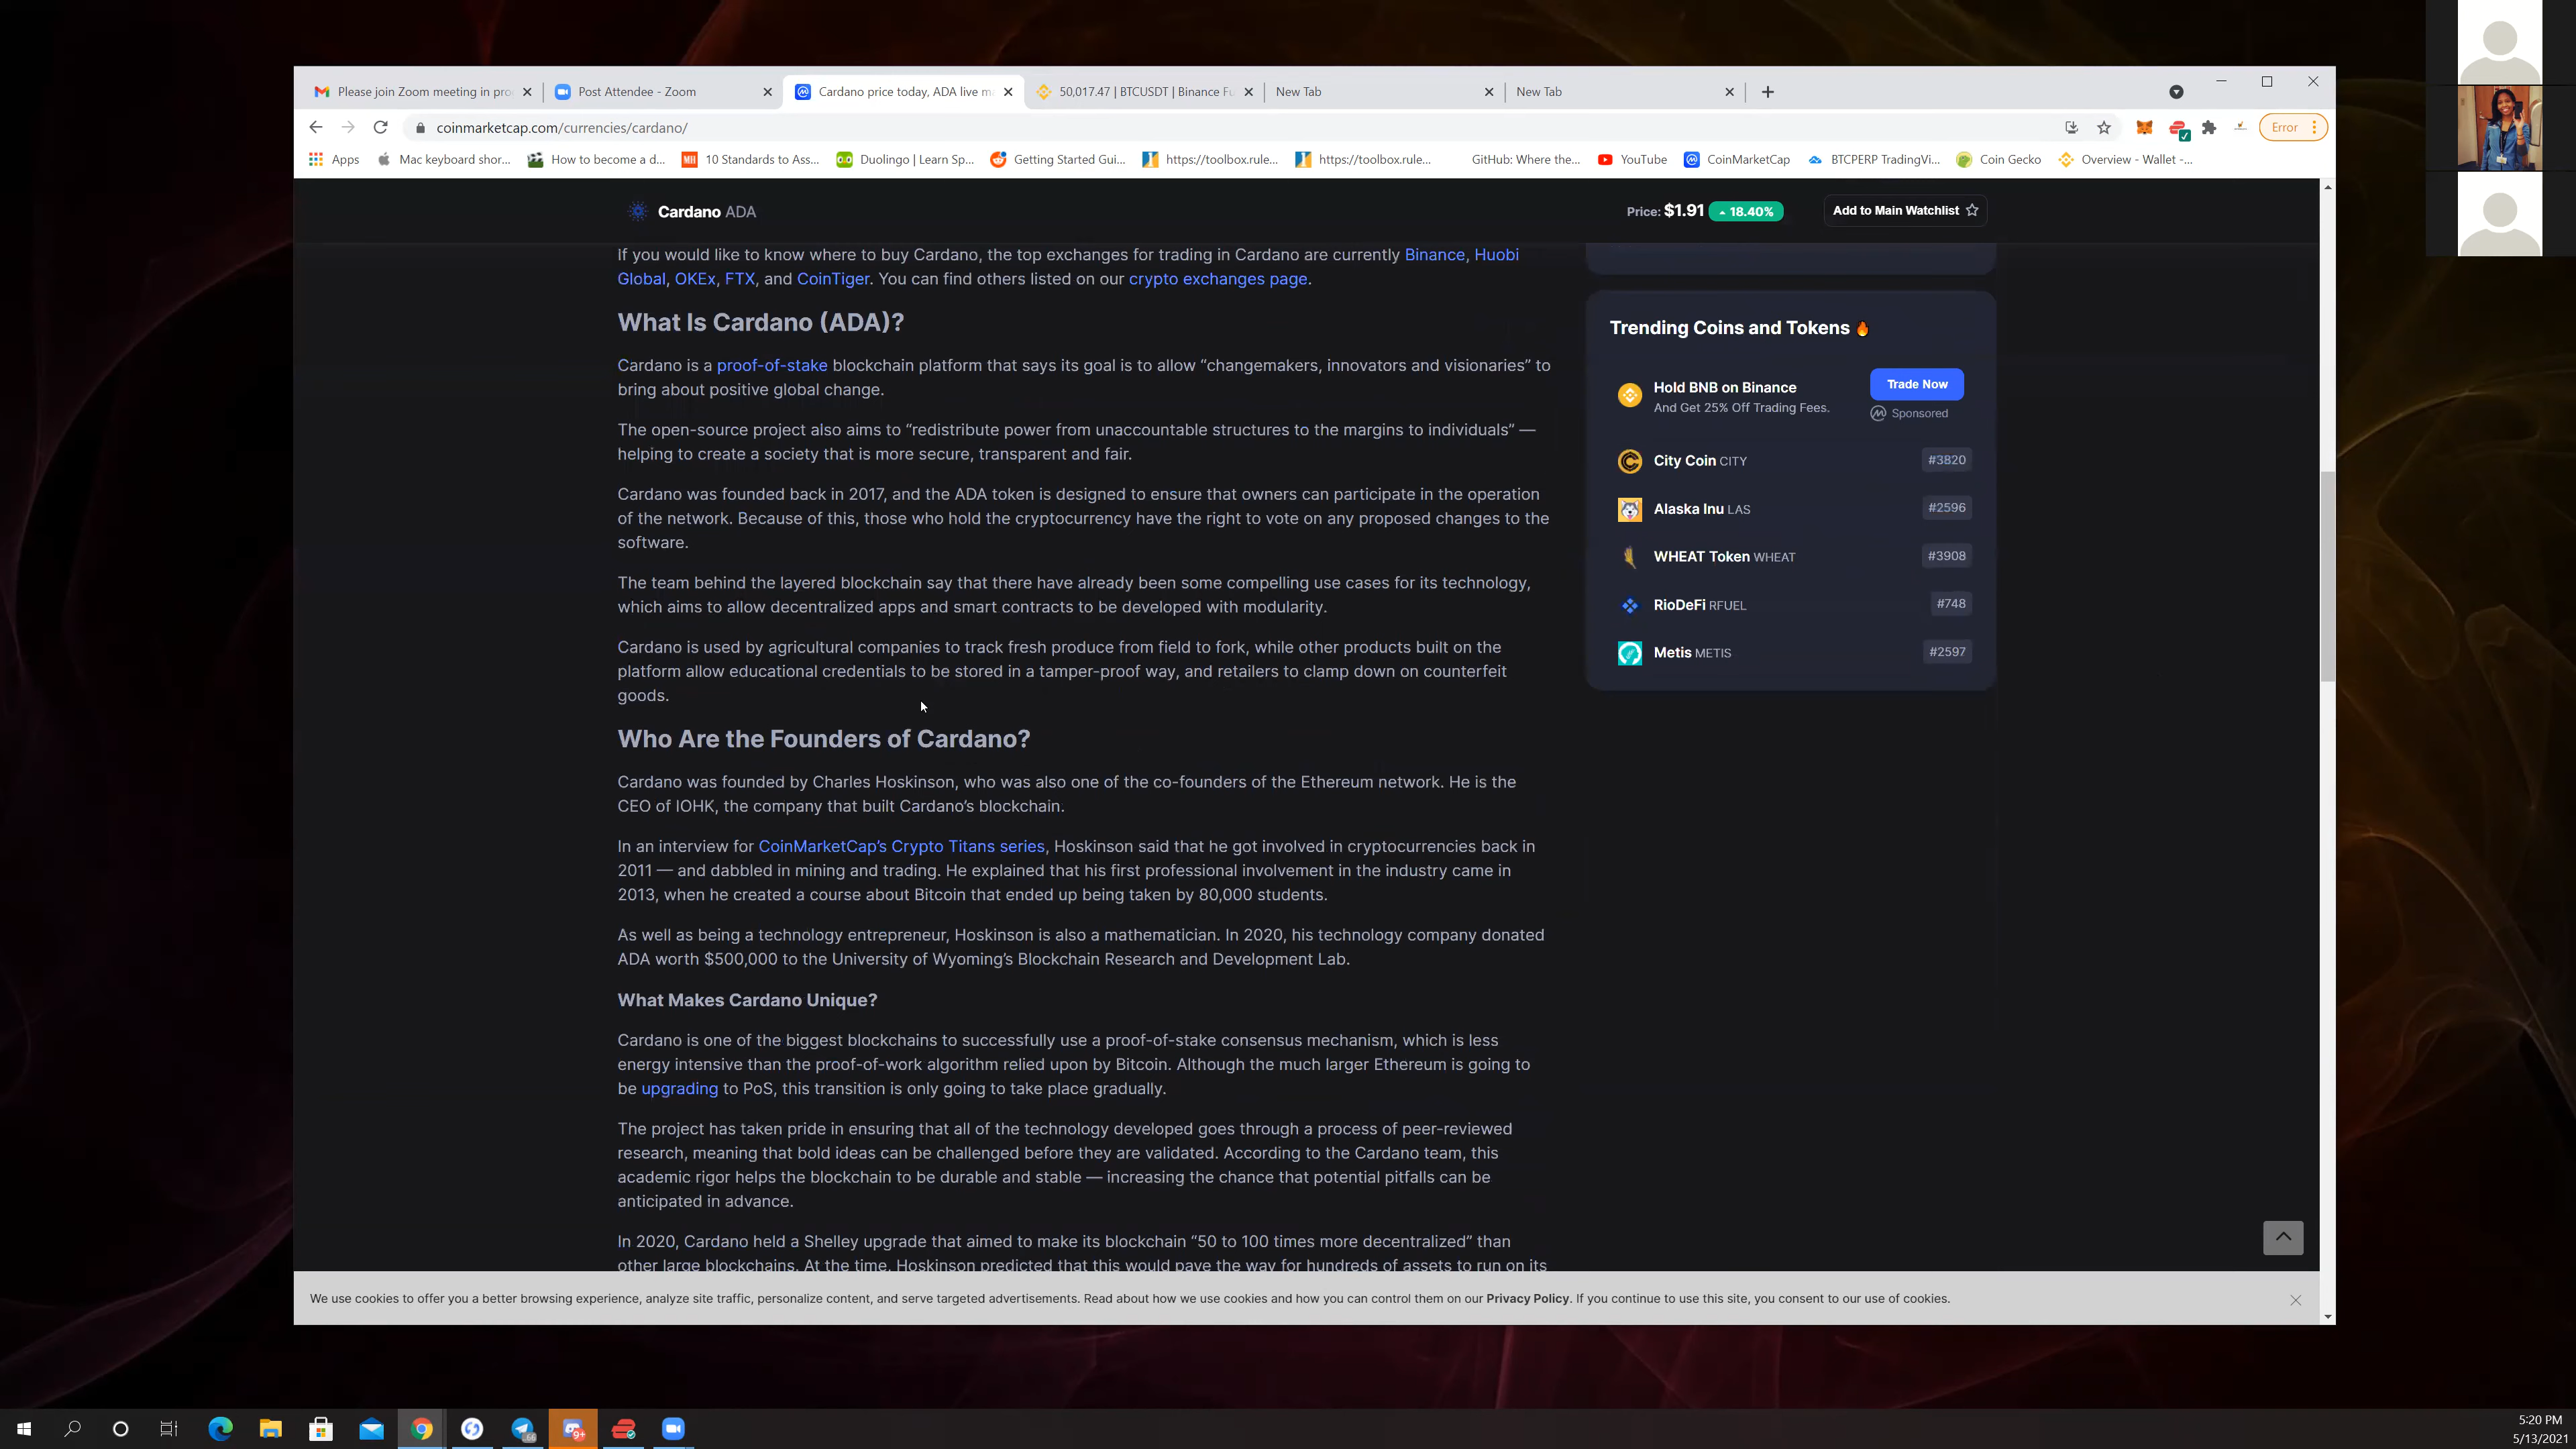 Please join Zoom meeting in pro
Post Attendee - Zoom
Cardano price today, ADA live m
50,017.47 | BTCUSDT | Binance Fu
New Tab
New Tab
coinmarketcap.com/currencies/cardano/
Error
Apps
Mac keyboard shor...
How to become a d...
10 Standards to Ass...
Duolingo | Learn Sp...
Getting Started Gui...
https://toolbox.rule...
https://toolbox.rule...
GitHub: Where the...
YouTube
CoinMarketCap
BTCPERP TradingVi...
Coin Gecko
Overview - Wallet -...
Cardano ADA
Price: $1.91 18.40%
Add to Main Watchlist
If you would like to know where to buy Cardano, the top exchanges for trading in Cardano are currently Binance, Huobi
Global, OKEx, FTX, and CoinTiger. You can find others listed on our crypto exchanges page.
What Is Cardano (ADA)?
Cardano is a proof-of-stake blockchain platform that says its goal is to allow “changemakers, innovators and visionaries” to
bring about positive global change.
The open-source project also aims to “redistribute power from unaccountable structures to the margins to individuals” —
helping to create a society that is more secure, transparent and fair.
Cardano was founded back in 2017, and the ADA token is designed to ensure that owners can participate in the operation
of the network. Because of this, those who hold the cryptocurrency have the right to vote on any proposed changes to the
software.
The team behind the layered blockchain say that there have already been some compelling use cases for its technology,
which aims to allow decentralized apps and smart contracts to be developed with modularity.
Cardano is used by agricultural companies to track fresh produce from field to fork, while other products built on the
platform allow educational credentials to be stored in a tamper-proof way, and retailers to clamp down on counterfeit
goods.
Who Are the Founders of Cardano?
Cardano was founded by Charles Hoskinson, who was also one of the co-founders of the Ethereum network. He is the
CEO of IOHK, the company that built Cardano’s blockchain.
In an interview for CoinMarketCap’s Crypto Titans series, Hoskinson said that he got involved in cryptocurrencies back in
2011 — and dabbled in mining and trading. He explained that his first professional involvement in the industry came in
2013, when he created a course about Bitcoin that ended up being taken by 80,000 students.
As well as being a technology entrepreneur, Hoskinson is also a mathematician. In 2020, his technology company donated
ADA worth $500,000 to the University of Wyoming’s Blockchain Research and Development Lab.
What Makes Cardano Unique?
Cardano is one of the biggest blockchains to successfully use a proof-of-stake consensus mechanism, which is less
energy intensive than the proof-of-work algorithm relied upon by Bitcoin. Although the much larger Ethereum is going to
be upgrading to PoS, this transition is only going to take place gradually.
The project has taken pride in ensuring that all of the technology developed goes through a process of peer-reviewed
research, meaning that bold ideas can be challenged before they are validated. According to the Cardano team, this
academic rigor helps the blockchain to be durable and stable — increasing the chance that potential pitfalls can be
anticipated in advance.
In 2020, Cardano held a Shelley upgrade that aimed to make its blockchain “50 to 100 times more decentralized” than
other large blockchains. At the time, Hoskinson predicted that this would pave the way for hundreds of assets to run on its
Trending Coins and Tokens
Hold BNB on Binance
And Get 25% Off Trading Fees.
Trade Now
Sponsored
City Coin CITY #3820
Alaska Inu LAS #2596
WHEAT Token WHEAT #3908
RioDeFi RFUEL #748
Metis METIS #2597
We use cookies to offer you a better browsing experience, analyze site traffic, personalize content, and serve targeted advertisements. Read about how we use cookies and how you can control them on our Privacy Policy. If you continue to use this site, you consent to our use of cookies.
5:20 PM
5/13/2021